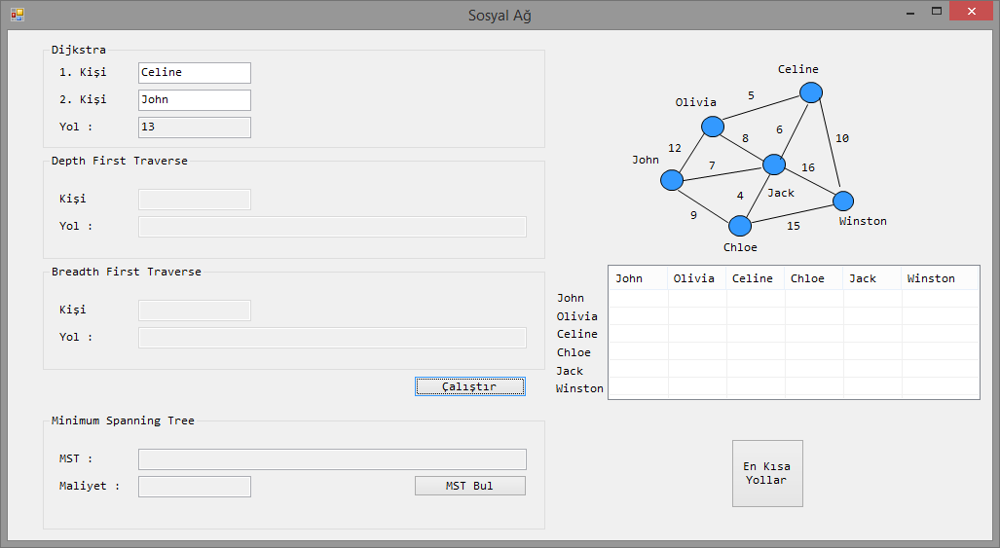 Sosyal Ağ
Dijkstra
1. Kişi Celine
2. Kişi John
Yol : 13
Depth First Traverse
Kişi
Yol :
Breadth First Traverse
Kişi
Yol :
Çalıştır
Minimum Spanning Tree
MST :
Maliyet :
MST Bul
Celine
5
Olivia
6
8
10
12
John
7
16
4
Jack
9
15
Winston
Chloe
John Olivia Celine Chloe Jack Winston
John
Olivia
Celine
Chloe
Jack
Winston
En Kısa
Yollar